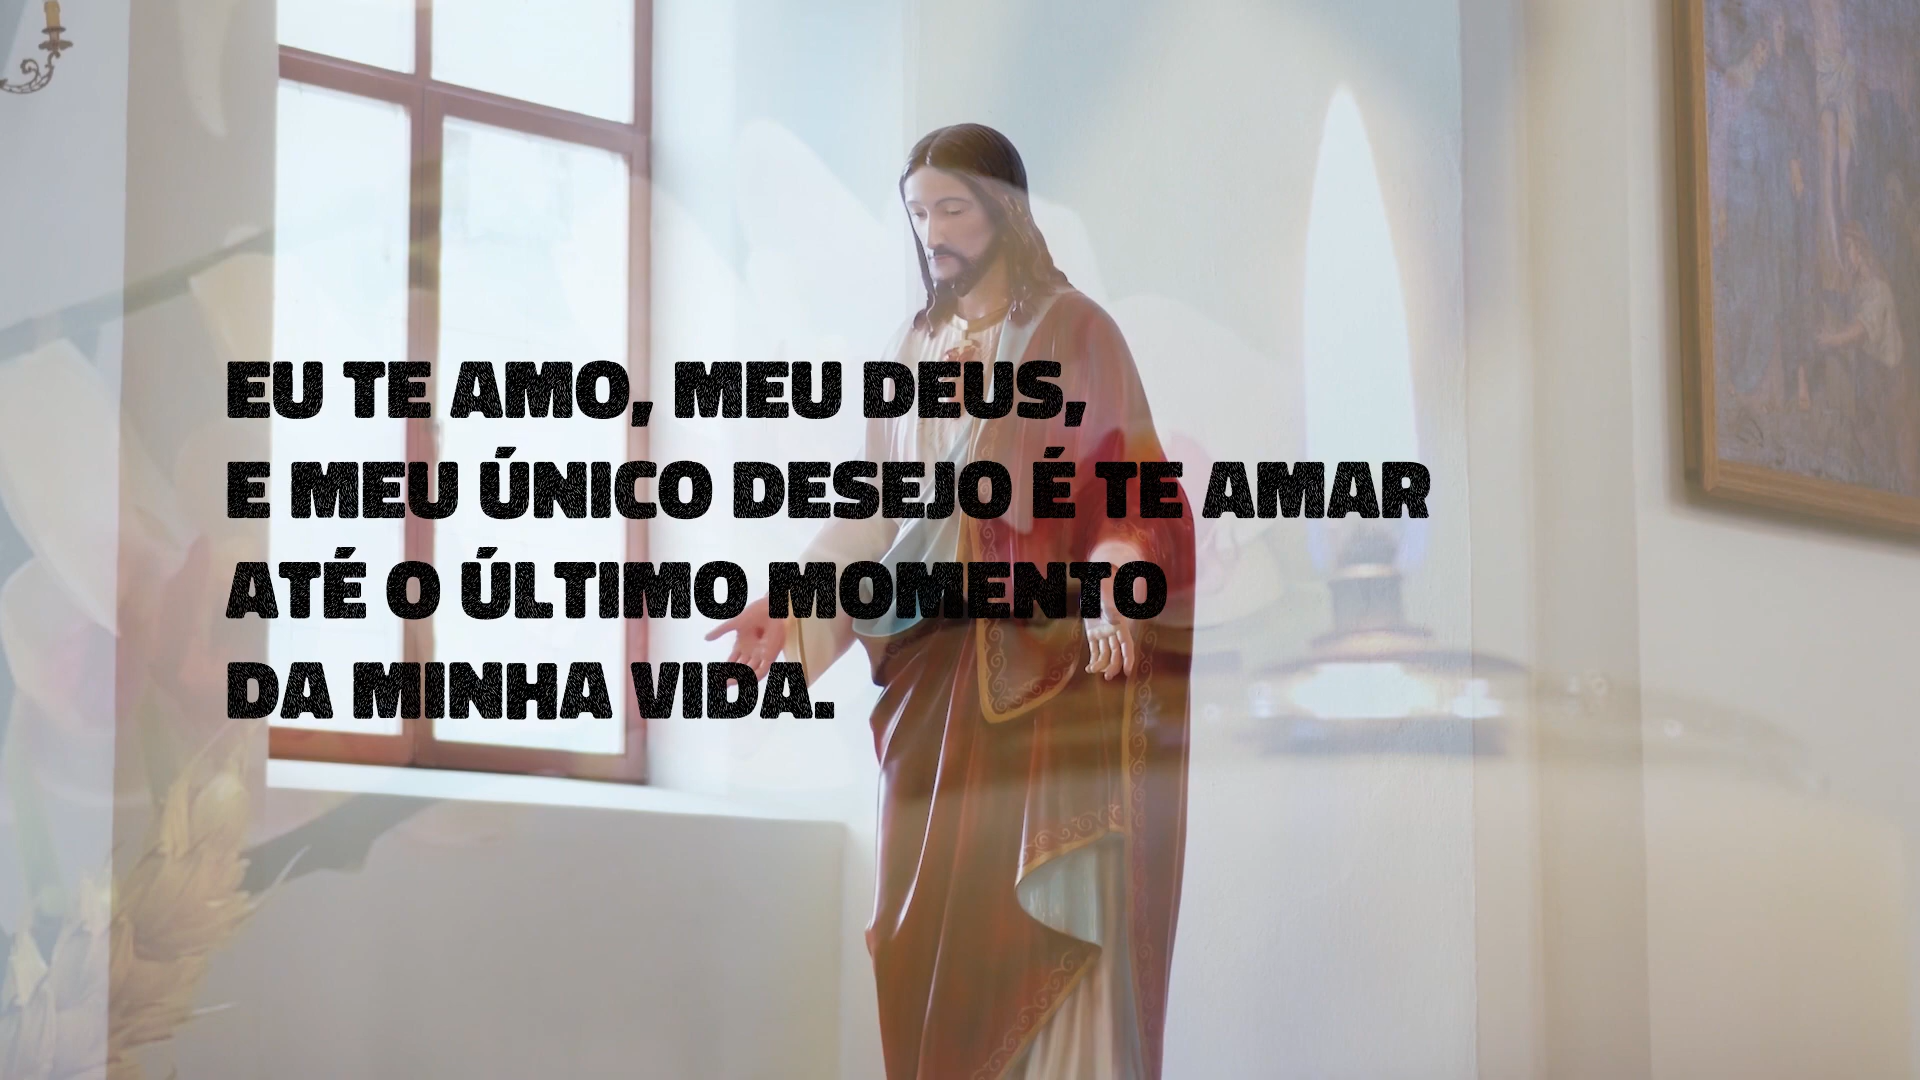 EU TE AMO, MEU DEUS,
E MEU ÚNICO DESEJO É TE AMAR
ATÉ O ÚLTIMO MOMENTO
DA MINHA VIDA.